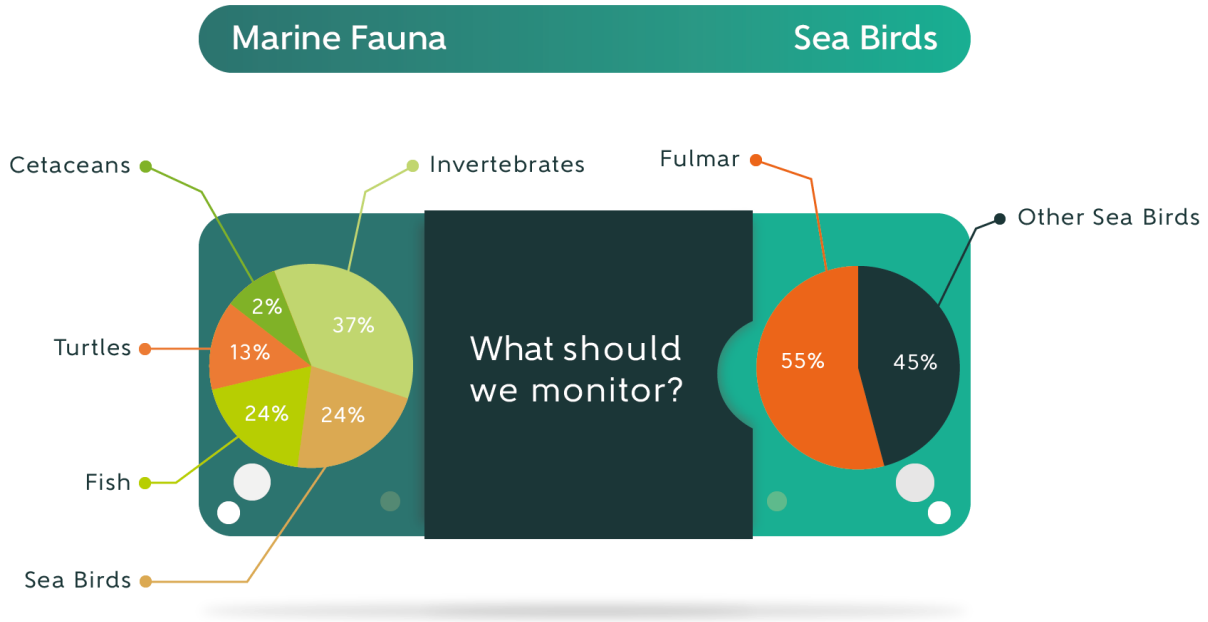 Marine Fauna
Sea Birds
Cetaceans
Invertebrates
Fulmar
Other Sea Birds
2%
37%
Turtles
13%
24%
24%
What should
we monitor?
55%
45%
Fish
Sea Birds